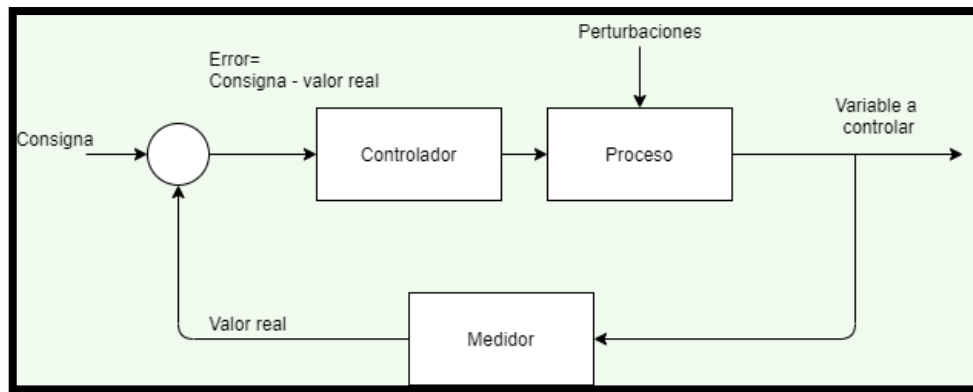 Perturbaciones
Error=
Consigna - valor real
Variable a
controlar
Consigna
Controlador
Proceso
Valor real
Medidor